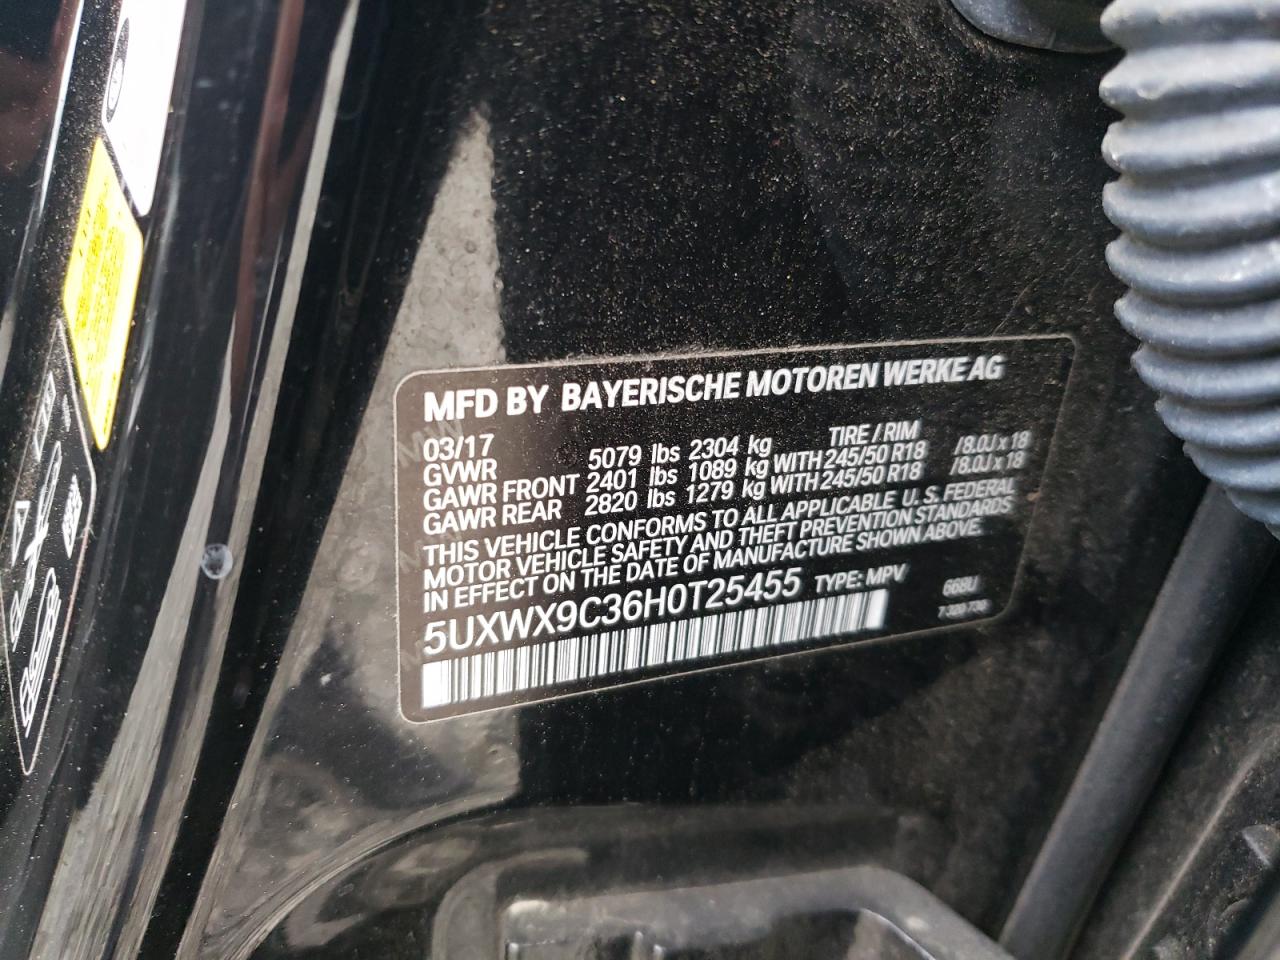 MFD BY BAYERISCHE MOTOREN WERKE AG
03/17 TIRE / RIM
GVWR 5079 lbs 2304 kg
GAWR FRONT 2401 lbs 1089 kg WITH 245/50 R18 / 8.0J x 18
GAWR REAR 2820 lbs 1279 kg WITH 245/50 R18 / 8.0J x 18
THIS VEHICLE CONFORMS TO ALL APPLICABLE U. S. FEDERAL
MOTOR VEHICLE SAFETY AND THEFT PREVENTION STANDARDS
IN EFFECT ON THE DATE OF MANUFACTURE SHOWN ABOVE.
5UXWX9C36H0T25455 TYPE: MPV 668U
7 320 736